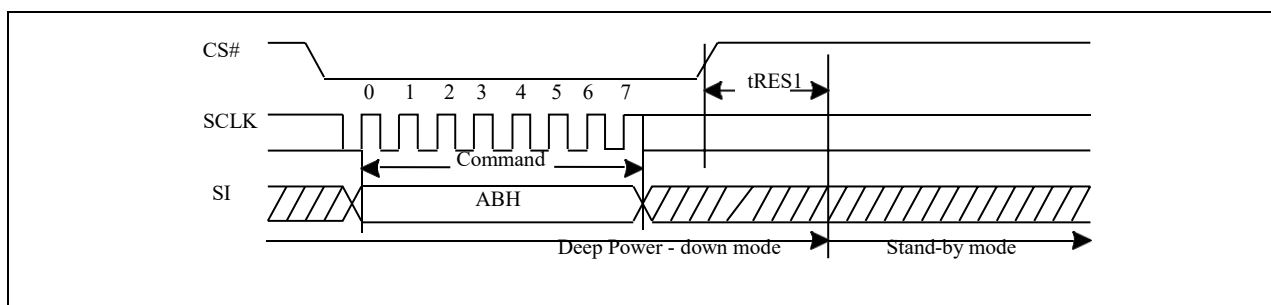 CS#
tRES1
0 1 2 3 4 5 6 7
SCLK
Command
SI
ABH
Deep Power - down mode
Stand-by mode